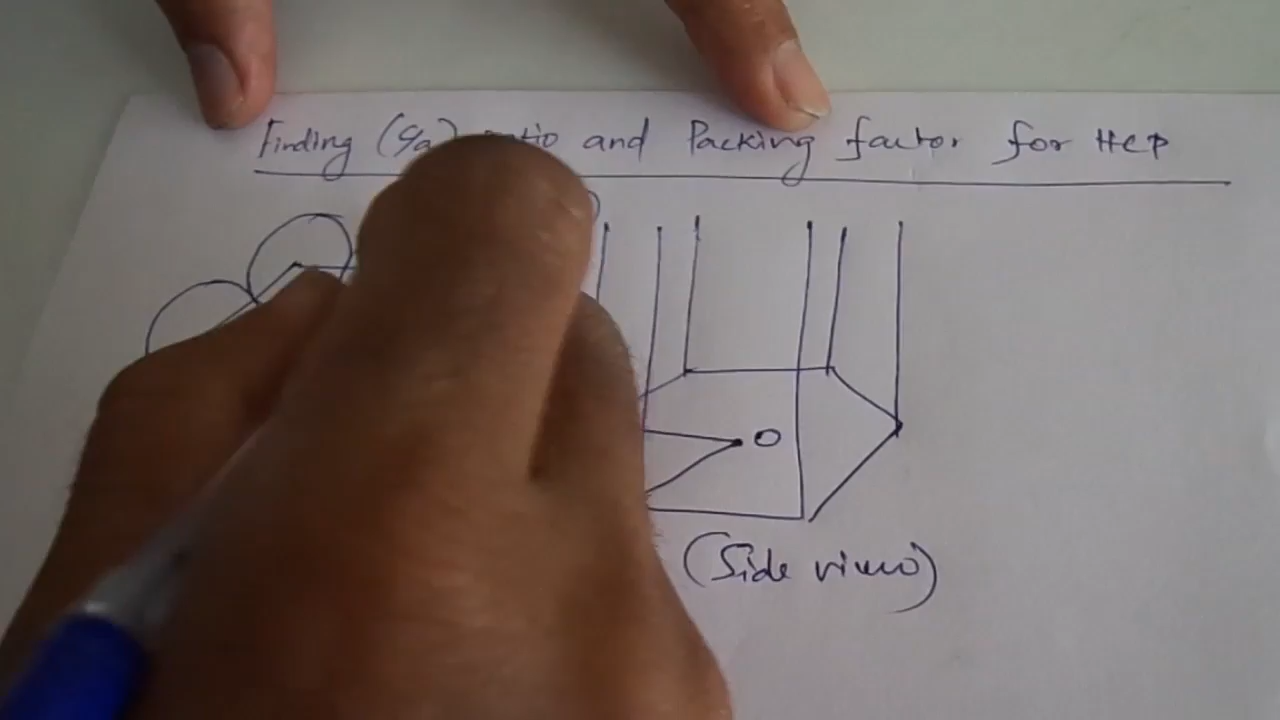 Finding (c/a) ratio and Packing factor for HCP
O
(Side view)